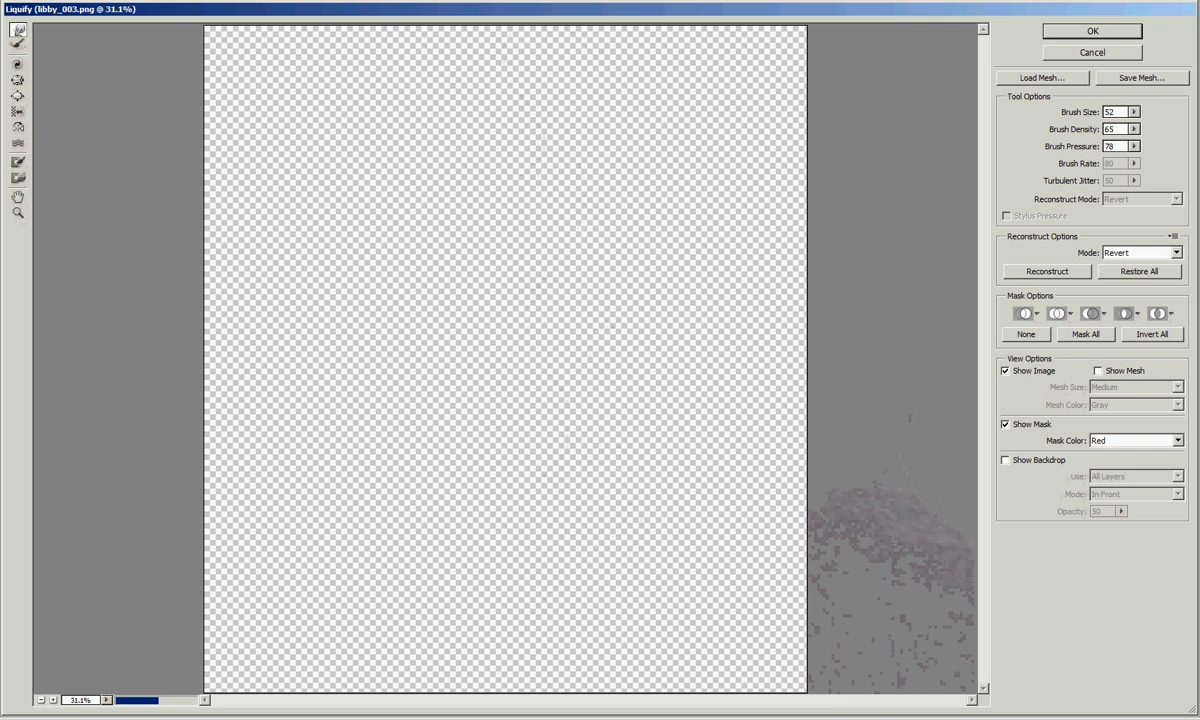 Liquify (libby_003.png @ 31.1%)
OK
Cancel
Load Mesh...
Save Mesh...
Tool Options
Brush Size: 52
Brush Density: 65
Brush Pressure: 78
Brush Rate: 80
Turbulent Jitter: 50
Reconstruct Mode: Revert
Stylus Pressure
Reconstruct Options
Mode: Revert
Reconstruct
Restore All
Mask Options
None
Mask All
Invert All
View Options
Show Image
Show Mesh
Mesh Size: Medium
Mesh Color: Gray
Show Mask
Mask Color: Red
Show Backdrop
Use: All Layers
Mode: In Front
Opacity: 50
31.1%